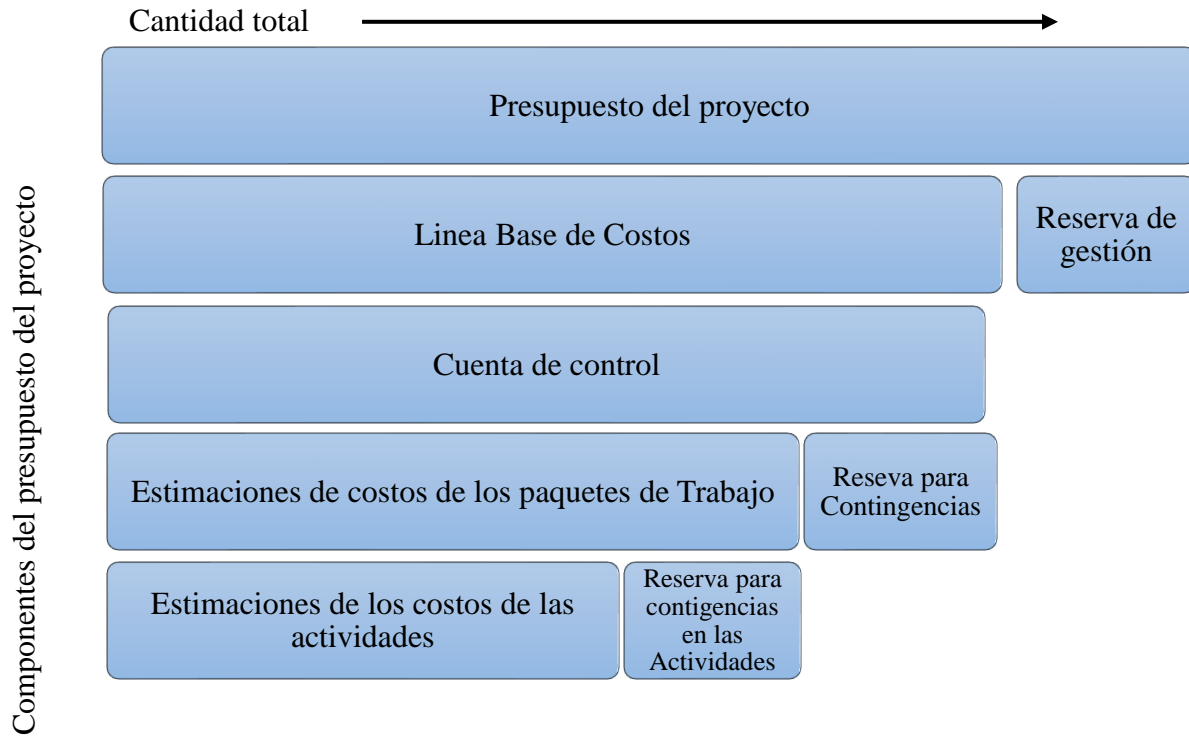 Cantidad total
Presupuesto del proyecto
Linea Base de Costos
Reserva de
gestión
Cuenta de control
Estimaciones de costos de los paquetes de Trabajo
Reseva para
Contingencias
Estimaciones de los costos de las
actividades
Reserva para
contigencias
en las
Actividades
Componentes del presupuesto del proyecto